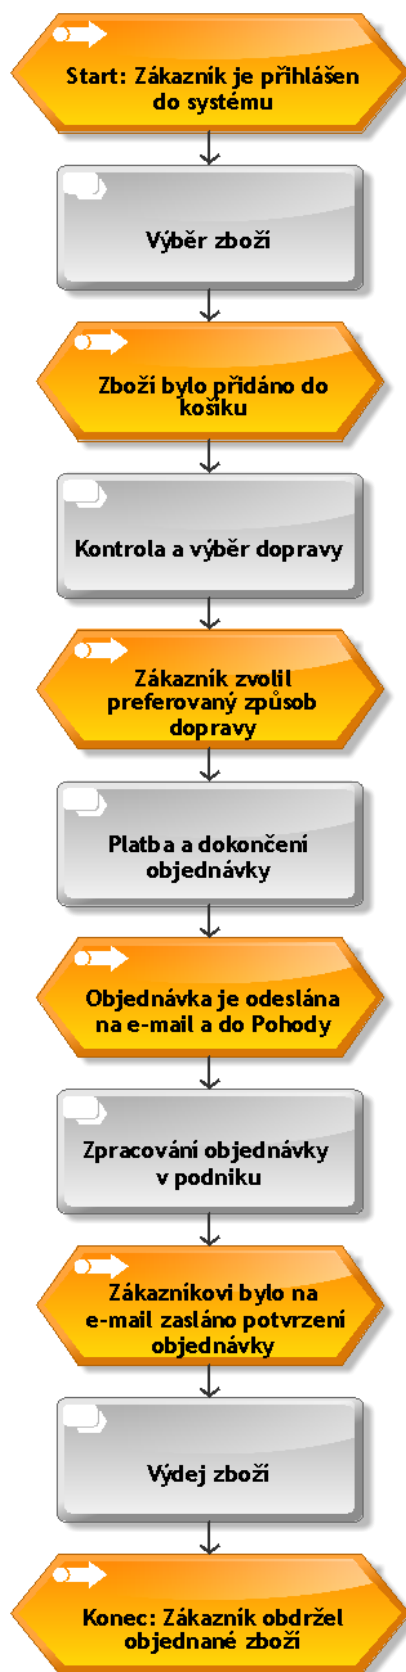 Start: Zákazník je přihlášen
do systému
Výběr zboží
Zboží bylo přidáno do
košíku
Kontrola a výběr dopravy
Zákazník zvolil
preferovaný způsob
dopravy
Platba a dokončení
objednávky
Objednávka je odeslána
na e-mail a do Pohody
Zpracování objednávky
v podniku
Zákazníkovi bylo na
e-mail zasláno potvrzení
objednávky
Výdej zboží
Konec: Zákazník obdržel
objednané zboží